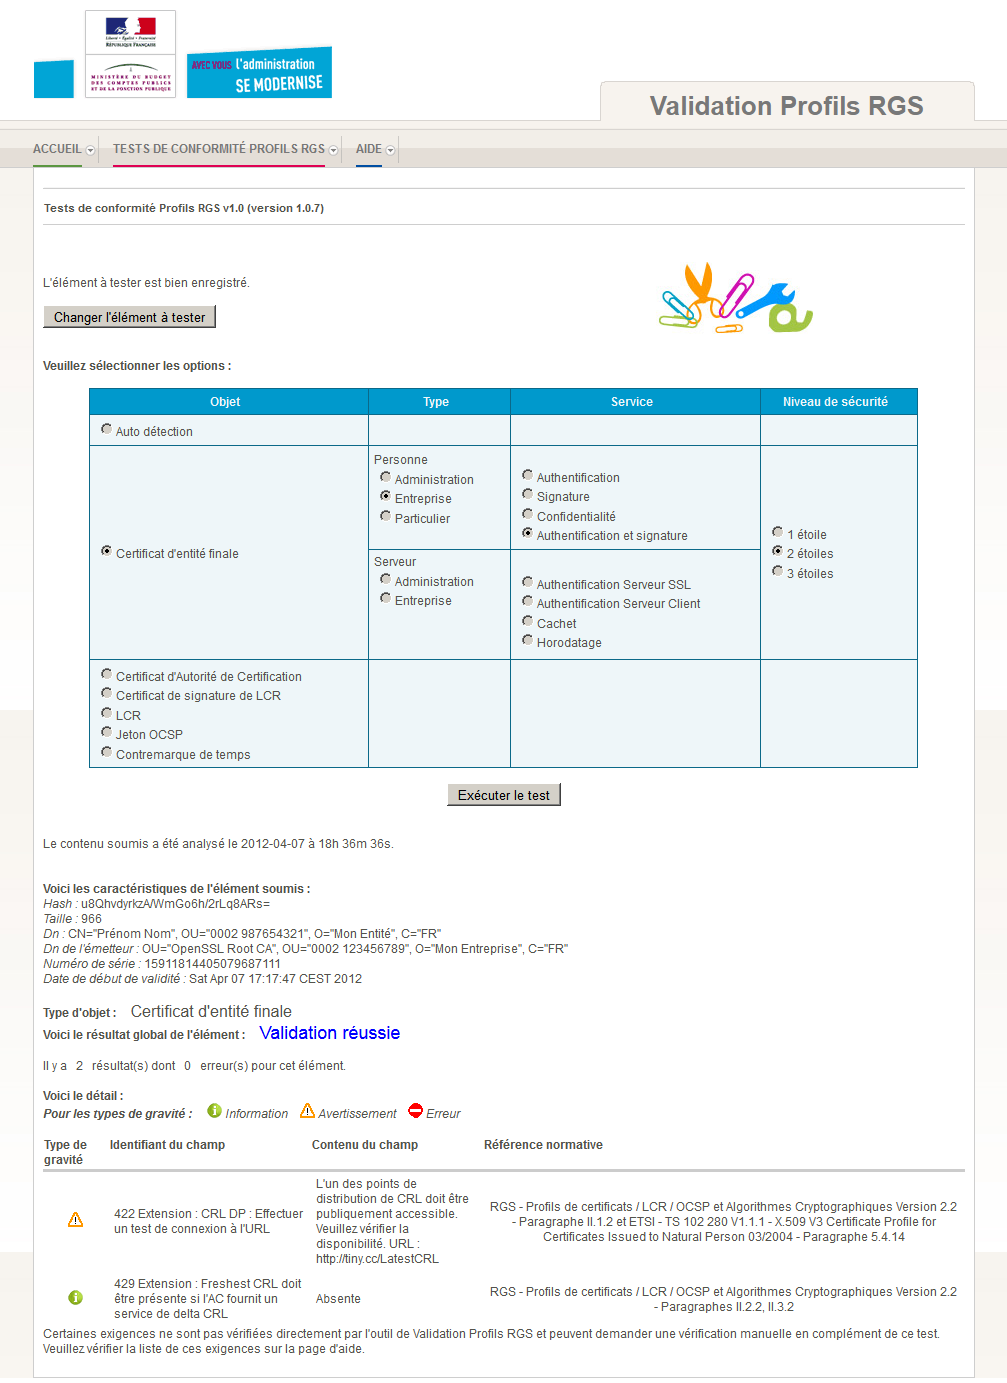 Liberté • Égalité • Fraternité
RÉPUBLIQUE FRANÇAISE
MINISTÈRE DU BUDGET
DES COMPTES PUBLICS
ET DE LA FONCTION PUBLIQUE
AVEC VOUS l'administration
SE MODERNISE
Validation Profils RGS
ACCUEIL TESTS DE CONFORMITÉ PROFILS RGS AIDE
Tests de conformité Profils RGS v1.0 (version 1.0.7)
L'élément à tester est bien enregistré.
Changer l'élément à tester
Veuillez sélectionner les options :
Objet Type Service Niveau de sécurité
Auto détection
Certificat d'entité finale
Personne
Administration
Entreprise
Particulier
Authentification
Signature
Confidentialité
Authentification et signature
Serveur
Administration
Entreprise
Authentification Serveur SSL
Authentification Serveur Client
Cachet
Horodatage
1 étoile
2 étoiles
3 étoiles
Certificat d'Autorité de Certification
Certificat de signature de LCR
LCR
Jeton OCSP
Contremarque de temps
Exécuter le test
Le contenu soumis a été analysé le 2012-04-07 à 18h 36m 36s.
Voici les caractéristiques de l'élément soumis :
Hash : u8QhvdyrkzA/WmGo6h/2rLq8ARs=
Taille : 966
Dn : CN="Prénom Nom", OU="0002 987654321", O="Mon Entité", C="FR"
Dn de l'émetteur : OU="OpenSSL Root CA", OU="0002 123456789", O="Mon Entreprise", C="FR"
Numéro de série : 15911814405079687111
Date de début de validité : Sat Apr 07 17:17:47 CEST 2012
Type d'objet : Certificat d'entité finale
Voici le résultat global de l'élément : Validation réussie
Il y a 2 résultat(s) dont 0 erreur(s) pour cet élément.
Voici le détail :
Pour les types de gravité : Information Avertissement Erreur
Type de gravité Identifiant du champ Contenu du champ Référence normative
422 Extension : CRL DP : Effectuer
un test de connexion à l'URL
L'un des points de
distribution de CRL doit être
publiquement accessible.
Veuillez vérifier la
disponibilité. URL :
http://tiny.cc/LatestCRL
RGS - Profils de certificats / LCR / OCSP et Algorithmes Cryptographiques Version 2.2
- Paragraphe II.1.2 et ETSI - TS 102 280 V1.1.1 - X.509 V3 Certificate Profile for
Certificates Issued to Natural Person 03/2004 - Paragraphe 5.4.14
429 Extension : Freshest CRL doit
être présente si l'AC fournit un
service de delta CRL
Absente
RGS - Profils de certificats / LCR / OCSP et Algorithmes Cryptographiques Version 2.2
- Paragraphes II.2.2, II.3.2
Certaines exigences ne sont pas vérifiées directement par l'outil de Validation Profils RGS et peuvent demander une vérification manuelle en complément de ce test.
Veuillez vérifier la liste de ces exigences sur la page d'aide.